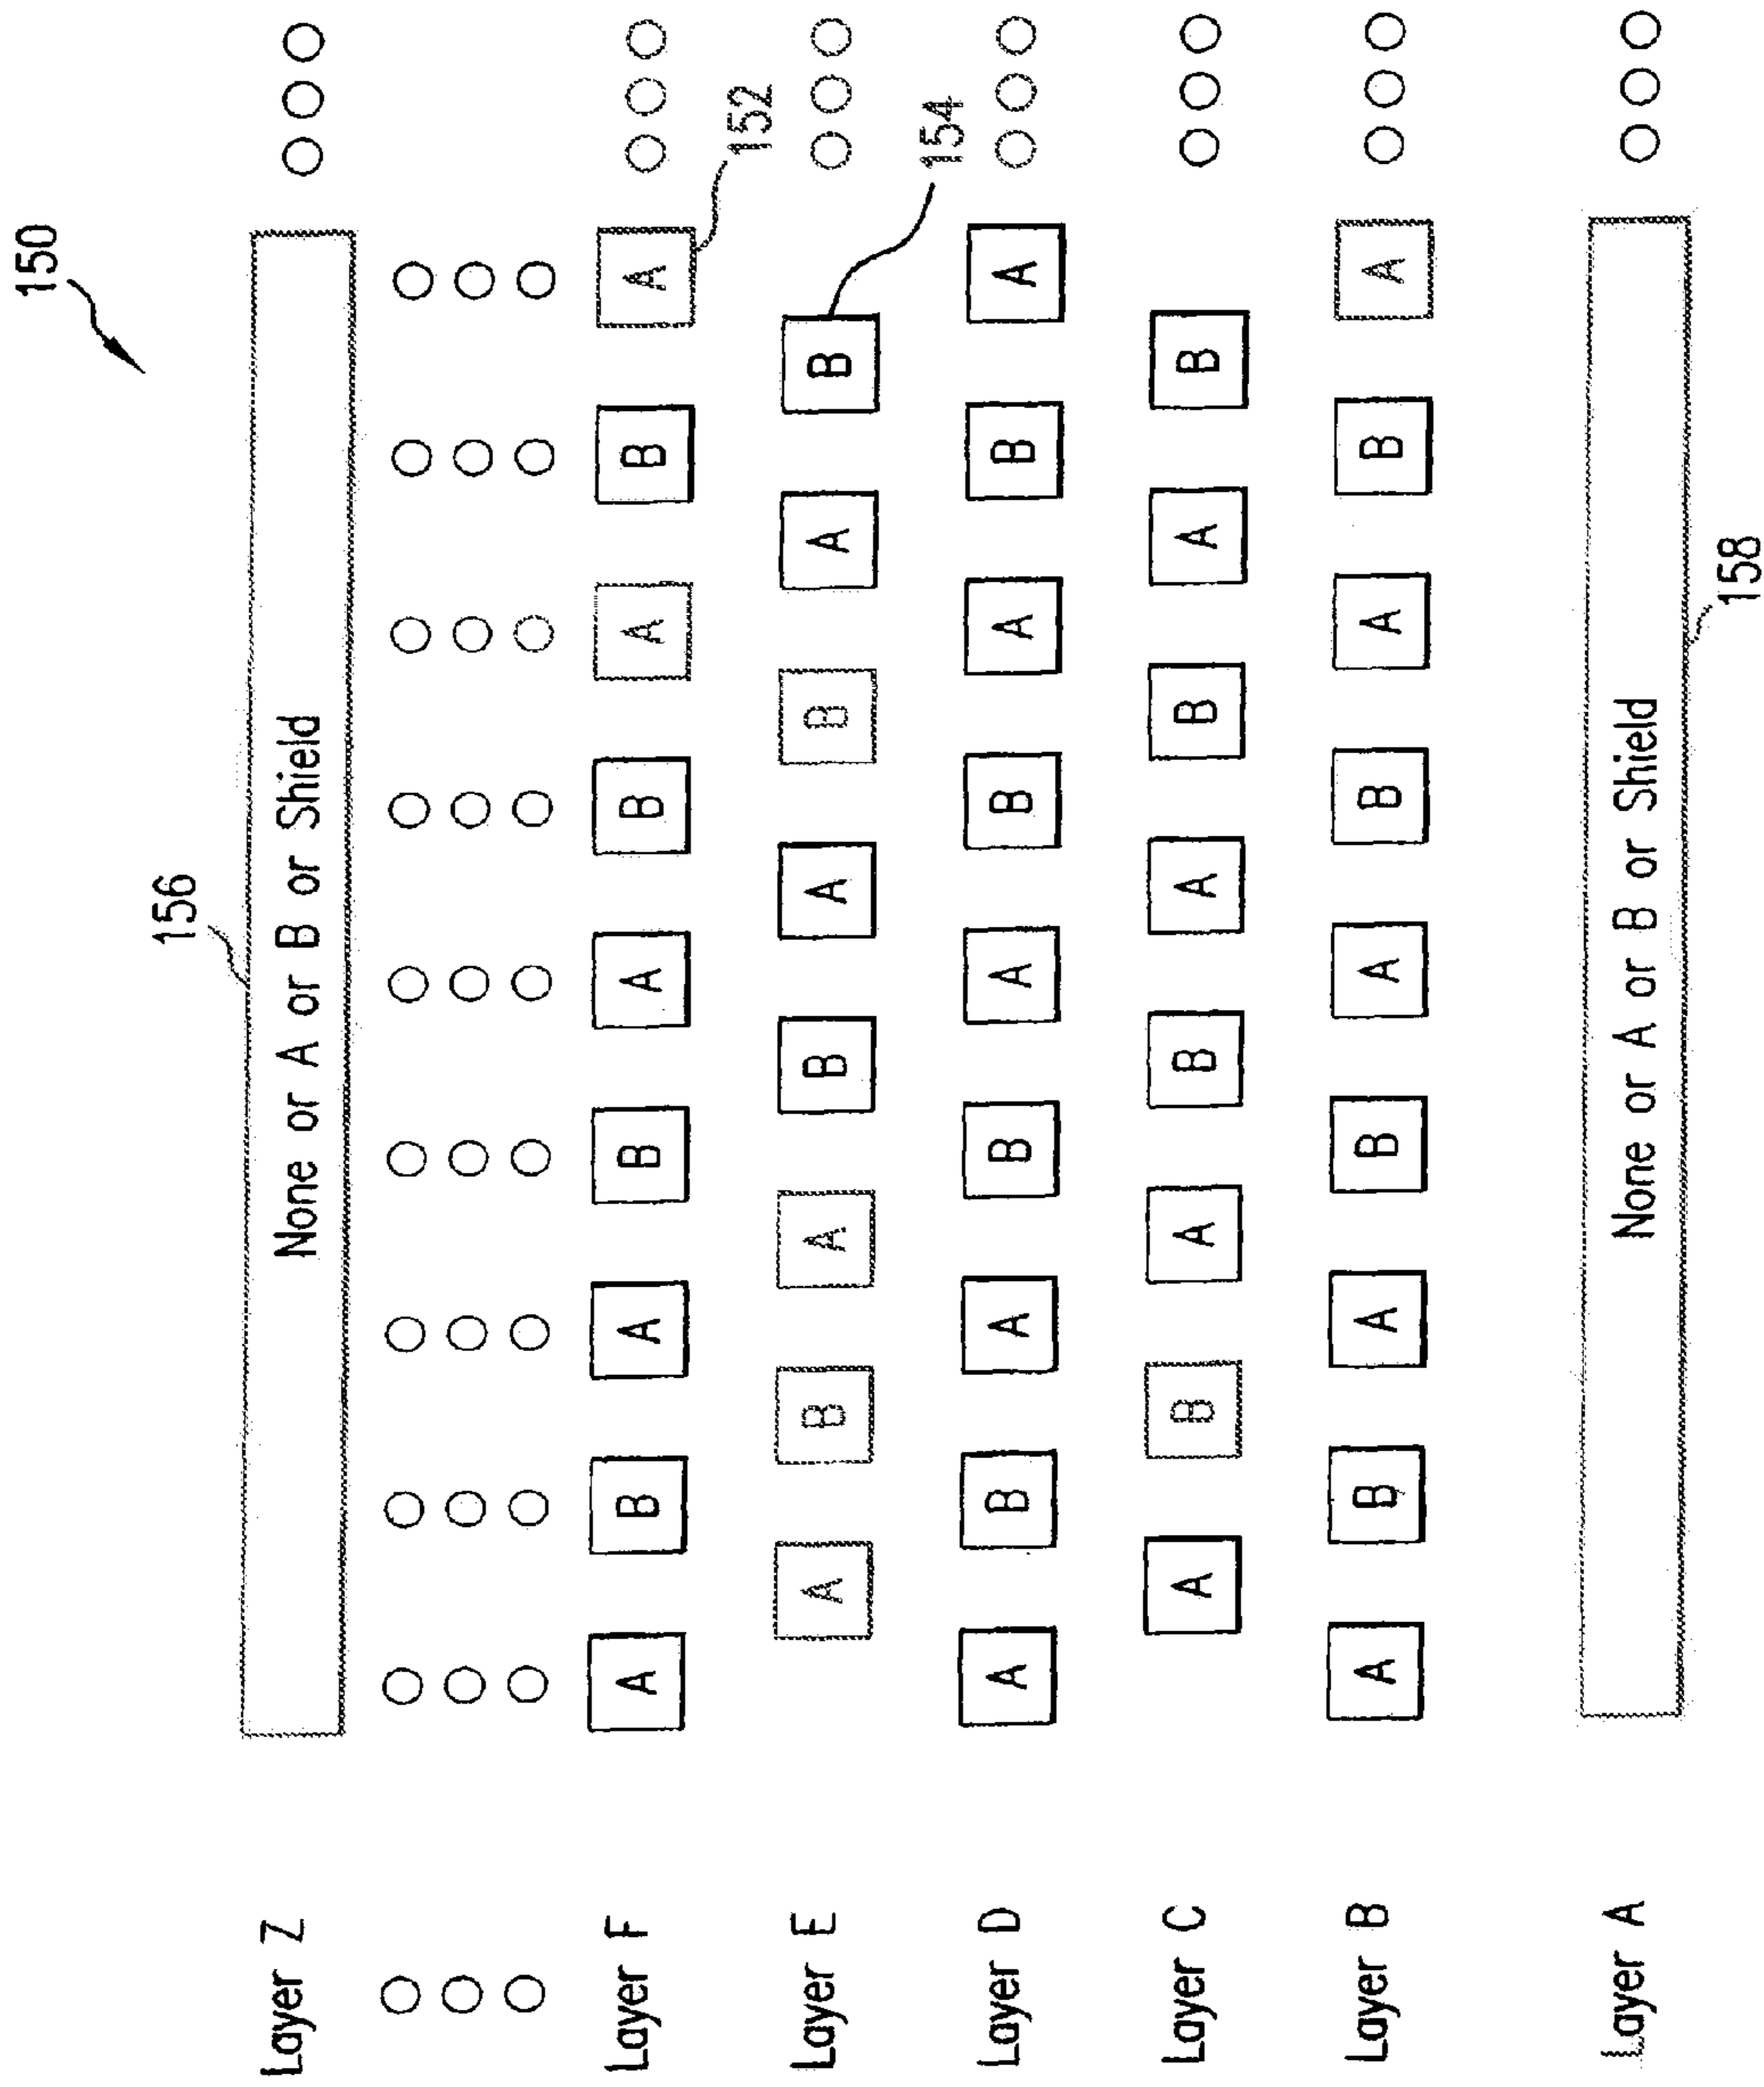 150
156
Layer Z None or A or B or Shield
Layer F A B A B A B A B A
152
Layer E A B A B A B A B
154
Layer D A B A B A B A B A
Layer C A B A B A B A B
Layer B A B A B A B A B A
Layer A None or A or B or Shield
158